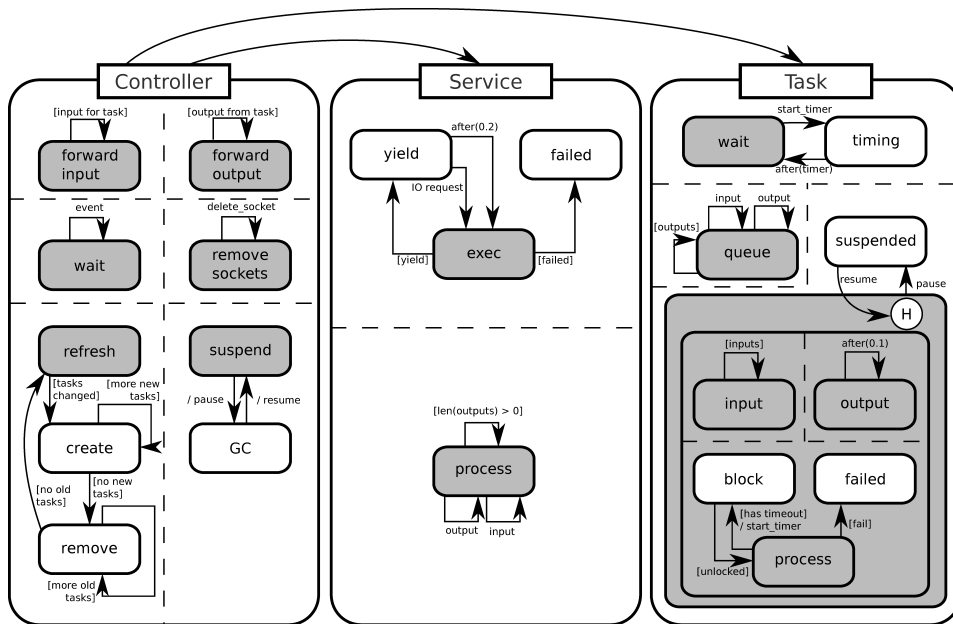 Controller
[input for task]
forward
input
[output from task]
forward
output
event
wait
delete_socket
remove
sockets
refresh
[tasks
changed]
[more new
tasks]
create
[no new
tasks]
[no old
tasks]
remove
[more old
tasks]
suspend
/ pause
/ resume
GC
Service
yield
after(0.2)
IO request
failed
[yield]
exec
[failed]
[len(outputs) > 0]
process
output
input
Task
wait
start_timer
timing
after(timer)
input
output
[outputs]
queue
suspended
resume
pause
H
[inputs]
input
after(0.1)
output
block
failed
[has timeout]
/ start_timer
[fail]
[unlocked]
process